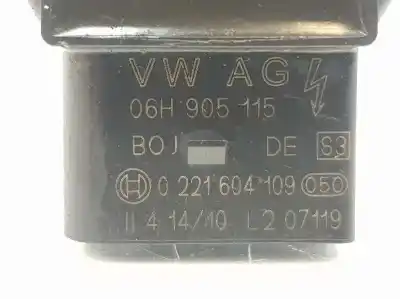 VW AG
06H 905 115
BOJ DE S3
0 221 604 109 050
II 4 14/10 L2 07119